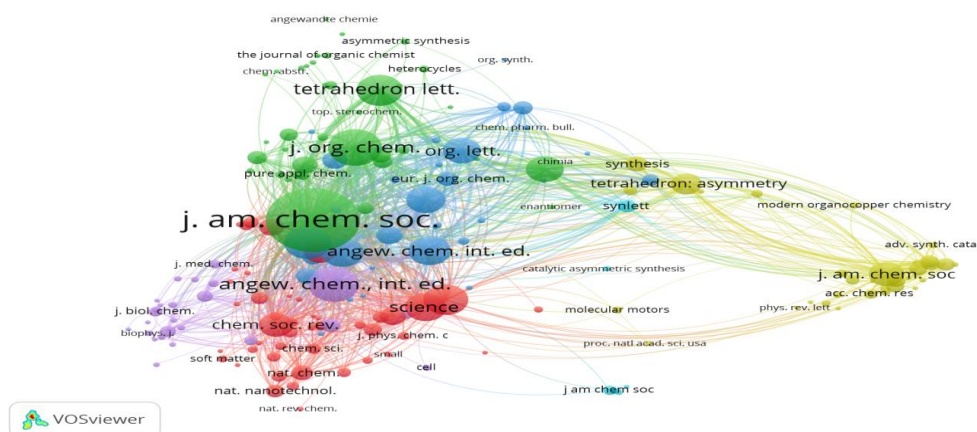 angewandte chemie
asymmetric synthesis
the journal of organic chemist
org. synth.
heterocycles
chem. abstr.
tetrahedron lett.
top. stereochem.
chem. pharm. bull.
j. org. chem.
org. lett.
chimia
synthesis
pure appl. chem.
eur. j. org. chem.
tetrahedron: asymmetry
enantiomer
synlett
modern organocopper chemistry
j. am. chem. soc.
adv. synth. cata
angew. chem. int. ed.
j. med. chem.
catalytic asymmetric synthesis
j. am. chem. soc
angew. chem., int. ed.
acc. chem. res
j. biol. chem.
science
molecular motors
phys. rev. lett
biophys. j.
chem. soc. rev.
j. phys. chem. c
proc. natl acad. sci. usa
soft matter
chem. sci.
small
nat. chem.
cell
nat. nanotechnol.
j am chem soc
nat. rev. chem.
VOSviewer